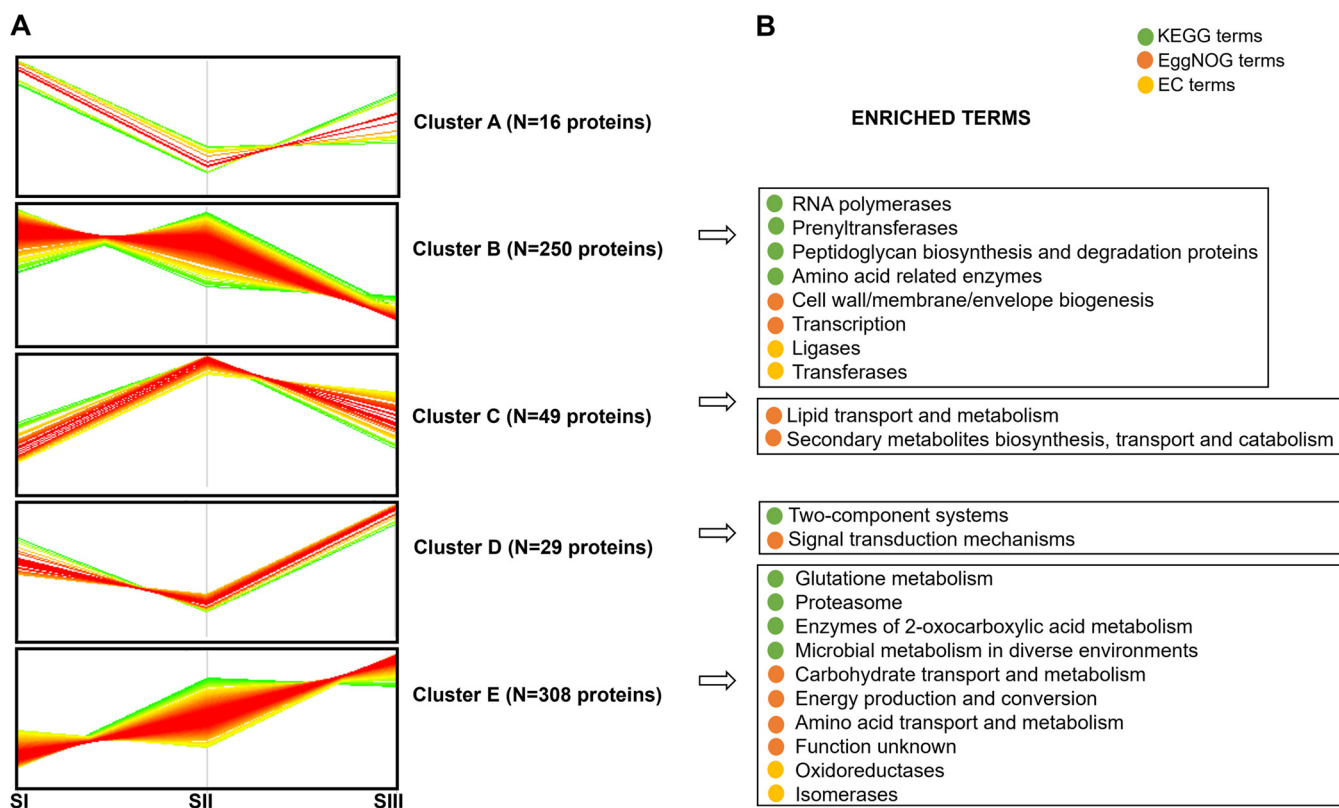 A
B
KEGG terms
EggNOG terms
EC terms
ENRICHED TERMS
Cluster A (N=16 proteins)
Cluster B (N=250 proteins)
RNA polymerases
Prenyltransferases
Peptidoglycan biosynthesis and degradation proteins
Amino acid related enzymes
Cell wall/membrane/envelope biogenesis
Transcription
Ligases
Transferases
Cluster C (N=49 proteins)
Lipid transport and metabolism
Secondary metabolites biosynthesis, transport and catabolism
Cluster D (N=29 proteins)
Two-component systems
Signal transduction mechanisms
Cluster E (N=308 proteins)
Glutatione metabolism
Proteasome
Enzymes of 2-oxocarboxylic acid metabolism
Microbial metabolism in diverse environments
Carbohydrate transport and metabolism
Energy production and conversion
Amino acid transport and metabolism
Function unknown
Oxidoreductases
Isomerases
SI SII SIII